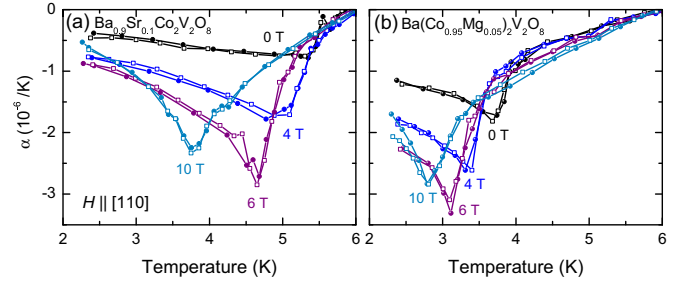 (a) Ba0.9Sr0.1Co2V2O8
0 T
4 T
10 T
6 T
H || [110]
0
-1
-2
-3
α (10⁻⁶/K)
2 3 4 5 6
Temperature (K)
(b) Ba(Co0.95Mg0.05)2V2O8
0 T
4 T
10 T
6 T
2 3 4 5 6
Temperature (K)